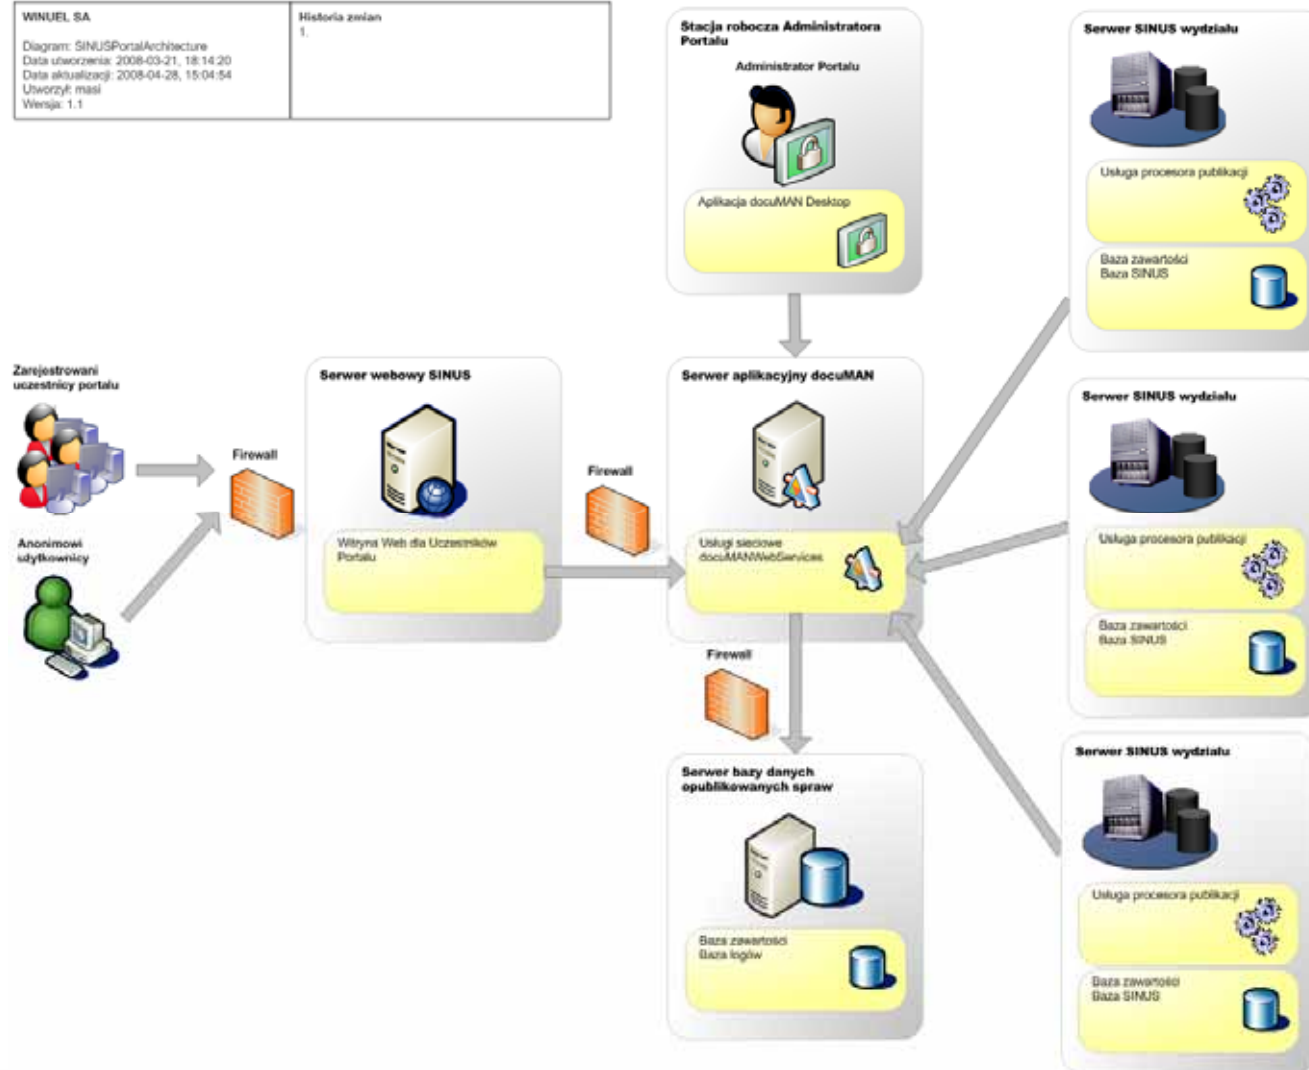 WINUEL SA
Diagram: SINUSPortalArchitecture
Data utworzenia: 2008-03-21, 18:14:20
Data aktualizacji: 2008-04-28, 15:04:54
Utworzył: masi
Wersja: 1.1
Historia zmian
1.
Stacja robocza Administratora
Portalu
Administrator Portalu
Aplikacja docuMAN Desktop
Serwer SINUS wydziału
Usługa procesora publikacji
Baza zawartości
Baza SINUS
Zarejestrowani
uczestnicy portalu
Anonimowi
użytkownicy
Firewall
Serwer webowy SINUS
Witryna Web dla Uczestników
Portalu
Firewall
Serwer aplikacyjny docuMAN
Usługi sieciowe
docuMANWebServices
Serwer SINUS wydziału
Usługa procesora publikacji
Baza zawartości
Baza SINUS
Firewall
Serwer bazy danych
opublikowanych spraw
Baza zawartości
Baza logów
Serwer SINUS wydziału
Usługa procesora publikacji
Baza zawartości
Baza SINUS